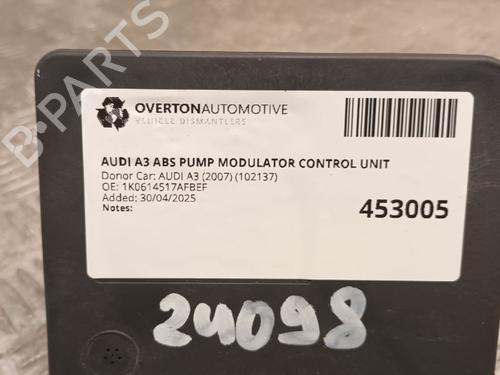 B-PARTS
OVERTONAUTOMOTIVE
VEHICLE DISMANTLERS
AUDI A3 ABS PUMP MODULATOR CONTROL UNIT
Donor Car: AUDI A3 (2007) (102137)
OE: 1K0614517AFBEF
Added: 30/04/2025
Notes:
453005
24098